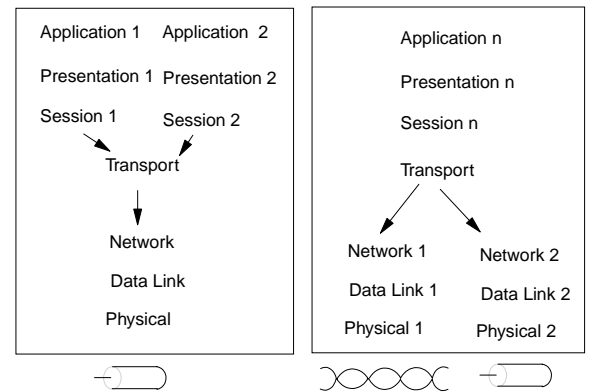 Application 1 Application 2
Presentation 1 Presentation 2
Session 1 Session 2
Transport
Network
Data Link
Physical
Application n
Presentation n
Session n
Transport
Network 1 Network 2
Data Link 1 Data Link 2
Physical 1 Physical 2